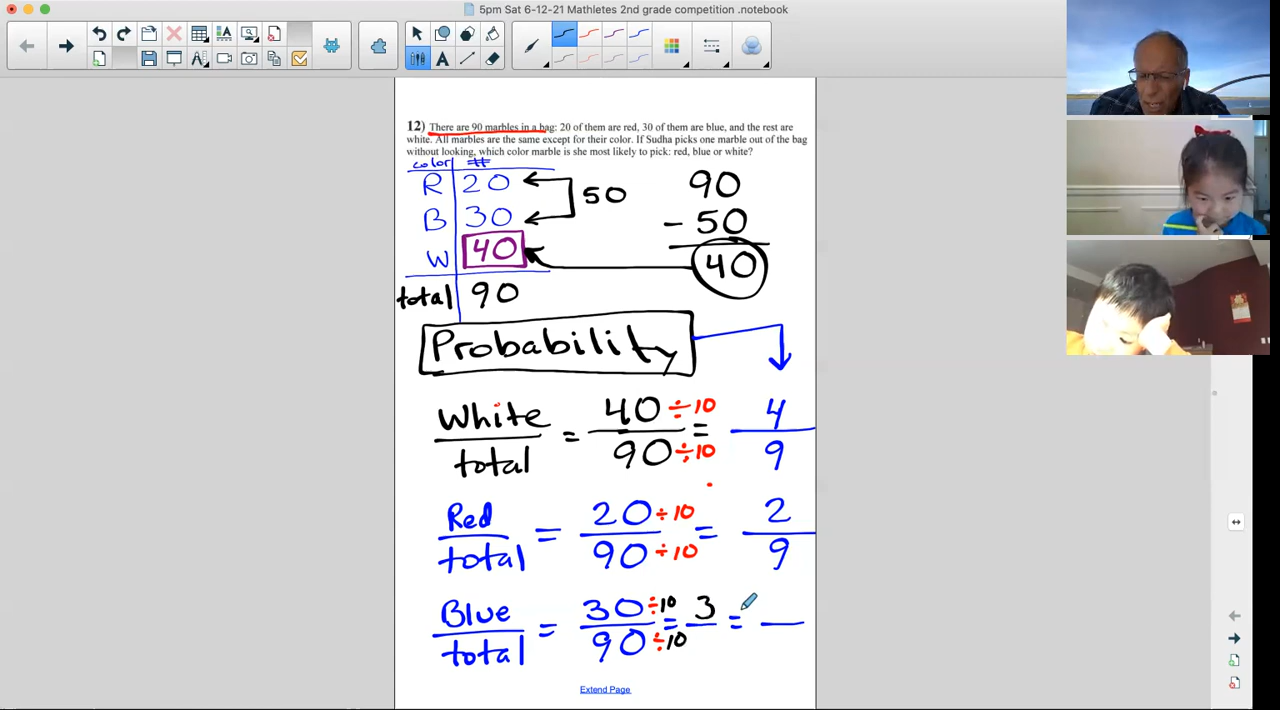 5pm Sat 6-12-21 Mathletes 2nd grade competition .notebook
12) There are 90 marbles in a bag: 20 of them are red, 30 of them are blue, and the rest are
white. All marbles are the same except for their color. If Sudha picks one marble out of the bag
without looking, which color marble is she most likely to pick: red, blue or white?
color #
R 20
B 30
50
W 40
total 90
90
- 50
40
Probability
White/total = 40/90 ÷10/÷10 = 4/9
Red/total = 20/90 ÷10/÷10 = 2/9
Blue/total = 30/90 ÷10/÷10 = 3/ =
Extend Page